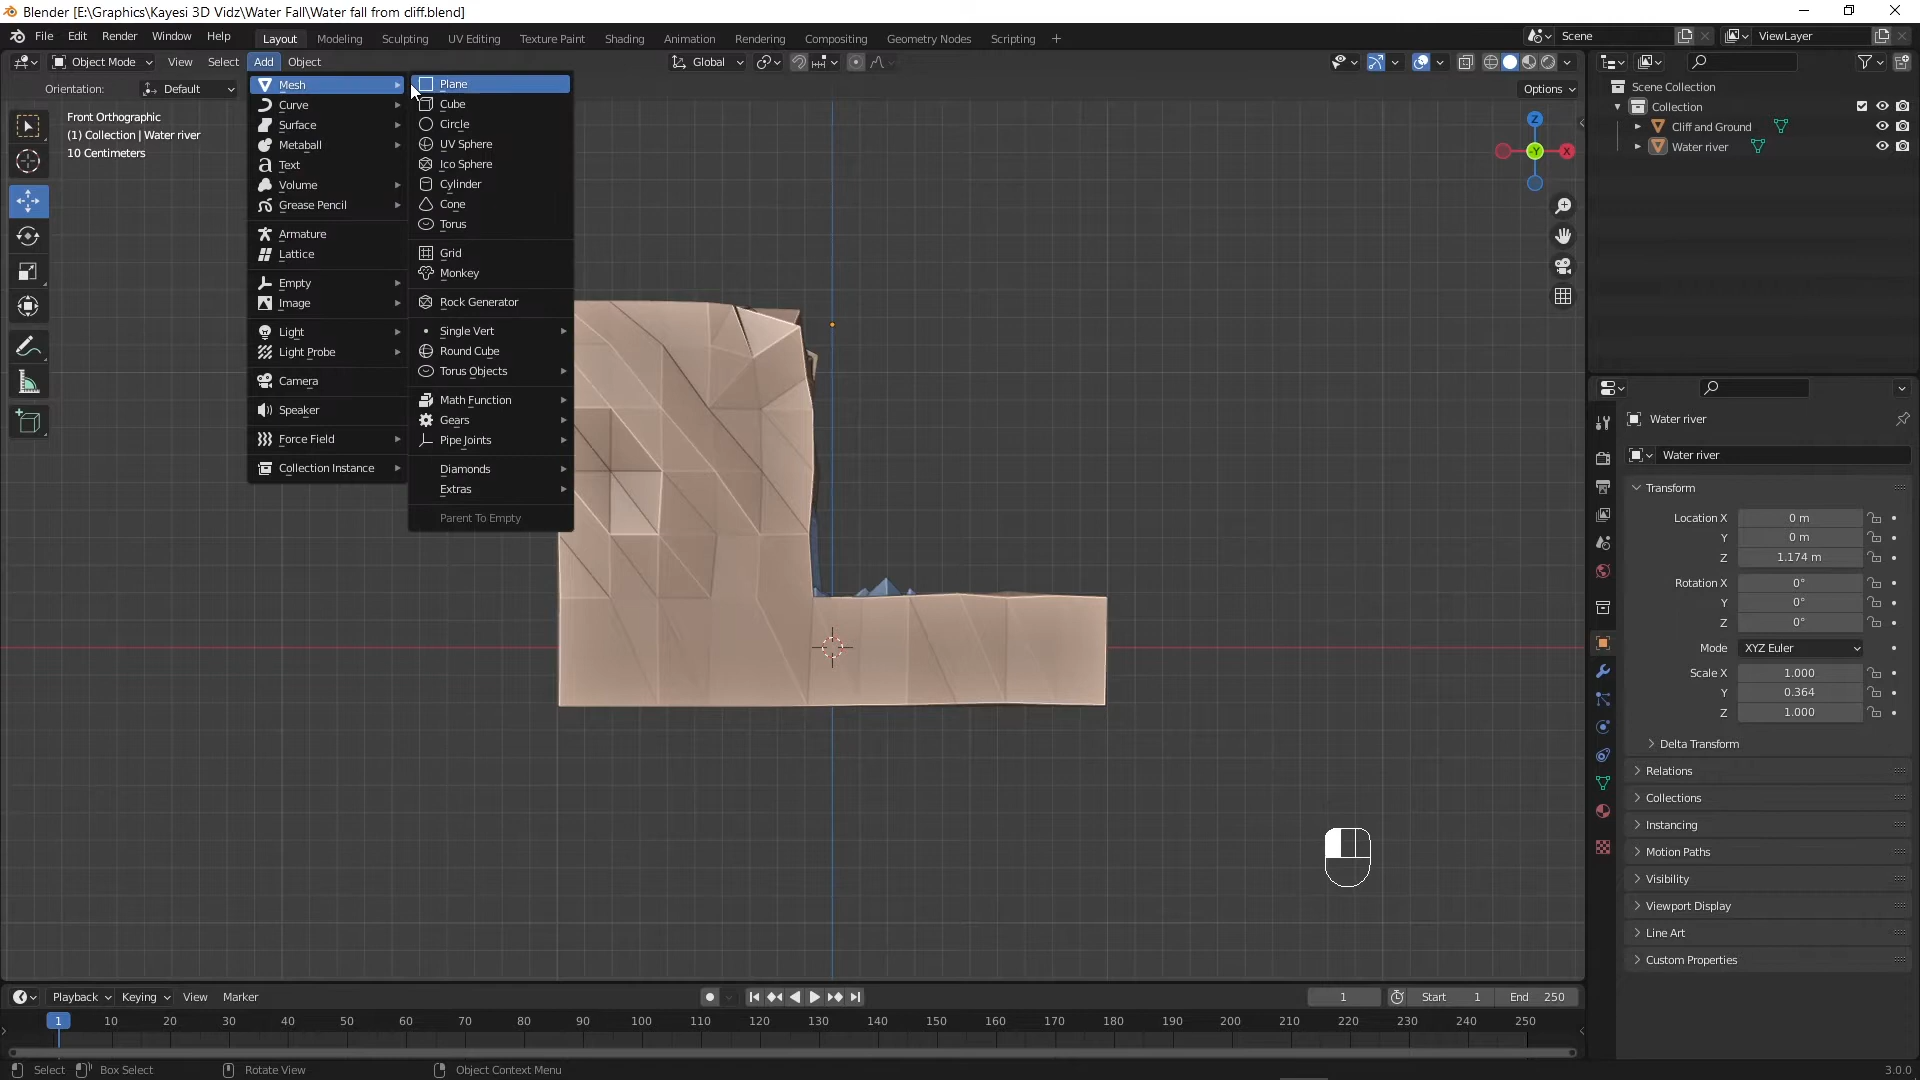 Blender [E:\Graphics\Kayesi 3D Vidz\Water Fall\Water fall from cliff.blend]
File Edit Render Window Help Layout Modeling Sculpting UV Editing Texture Paint Shading Animation Rendering Compositing Geometry Nodes Scripting + Scene ViewLayer
Object Mode View Select Add Object Global
Orientation: Default Options
Front Orthographic
(1) Collection | Water river
10 Centimeters
Mesh
Curve
Surface
Metaball
Text
Volume
Grease Pencil
Armature
Lattice
Empty
Image
Light
Light Probe
Camera
Speaker
Force Field
Collection Instance
Plane
Cube
Circle
UV Sphere
Ico Sphere
Cylinder
Cone
Torus
Grid
Monkey
Rock Generator
Single Vert
Round Cube
Torus Objects
Math Function
Gears
Pipe Joints
Diamonds
Extras
Parent To Empty
Z
-Y X
Scene Collection
Collection
Cliff and Ground
Water river
Water river
Water river
Transform
Location X 0 m
Y 0 m
Z 1.174 m
Rotation X 0°
Y 0°
Z 0°
Mode XYZ Euler
Scale X 1.000
Y 0.364
Z 1.000
Delta Transform
Relations
Collections
Instancing
Motion Paths
Visibility
Viewport Display
Line Art
Custom Properties
Playback Keying View Marker 1 Start 1 End 250
1 10 20 30 40 50 60 70 80 90 100 110 120 130 140 150 160 170 180 190 200 210 220 230 240 250
Select Box Select Rotate View Object Context Menu 3.0.0